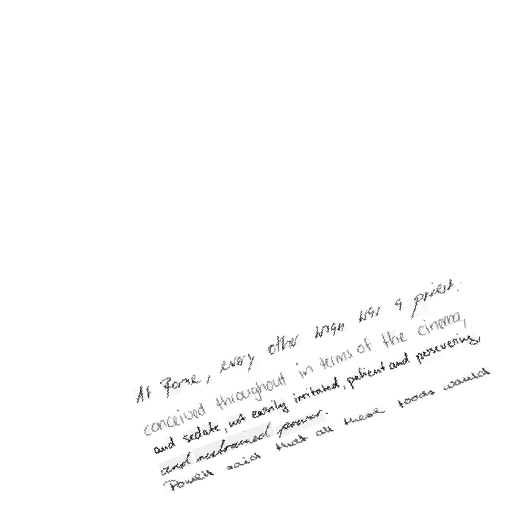 At Rome, every other man was a priest.
conceived throughout in terms of the cinema,
and sedate, not easily irritated, patient and persevering,
and restrained power.
Powell said that all these foods would